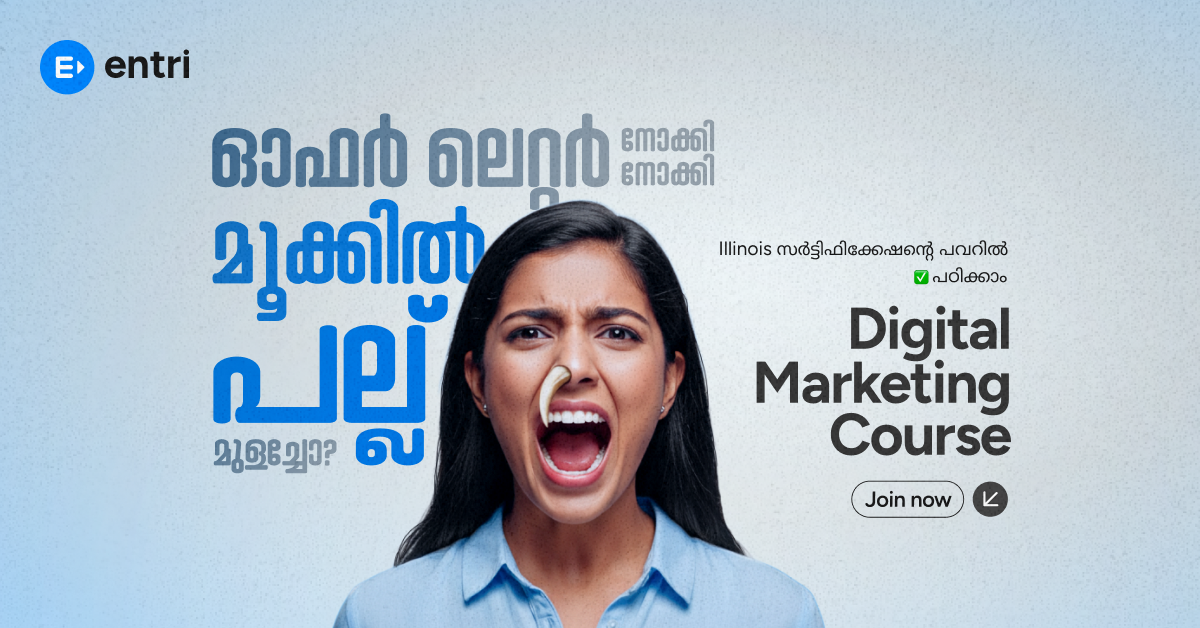 entri
ഓഫർ ലെറ്റർ നോക്കി നോക്കി
മൂക്കിൽ
പല്ല്
മുളച്ചോ?
Illinois സർട്ടിഫിക്കേഷന്റെ പവറിൽ
✅ പഠിക്കാം
Digital
Marketing
Course
Join now